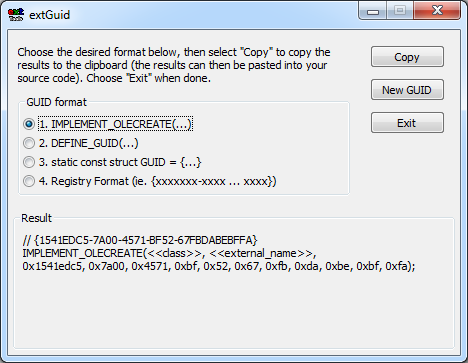 extGuid
Choose the desired format below, then select "Copy" to copy the
results to the clipboard (the results can then be pasted into your
source code). Choose "Exit" when done.
Copy
New GUID
Exit
GUID format
1. IMPLEMENT_OLECREATE(...)
2. DEFINE_GUID(...)
3. static const struct GUID = {...}
4. Registry Format (ie. {xxxxxxx-xxxx ... xxxx})
Result
// {1541EDC5-7A00-4571-BF52-67FBDABEBFFA}
IMPLEMENT_OLECREATE(<<class>>, <<external_name>>,
0x1541edc5, 0x7a00, 0x4571, 0xbf, 0x52, 0x67, 0xfb, 0xda, 0xbe, 0xbf, 0xfa);